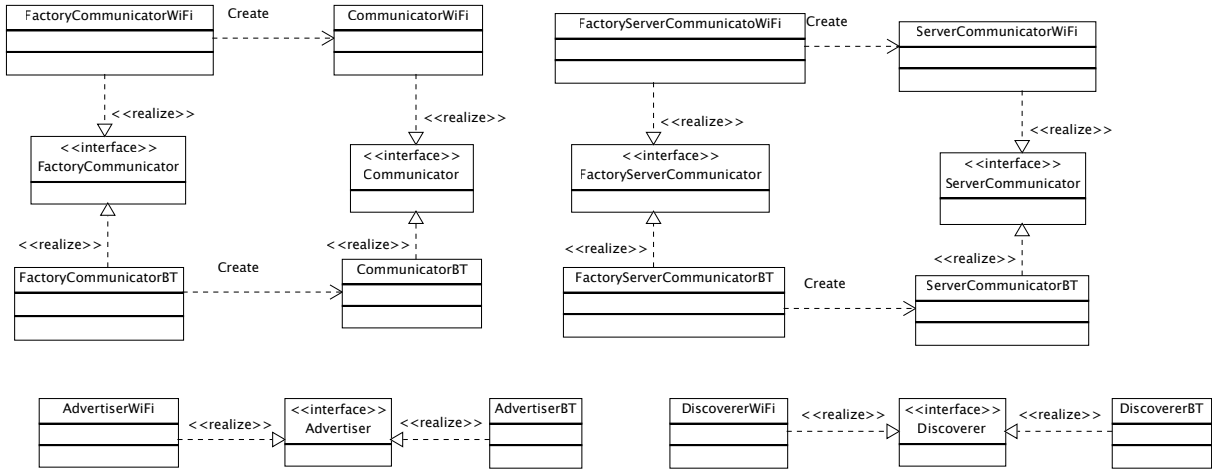 FactoryCommunicatorWiFi
Create
CommunicatorWiFi
FactoryServerCommunicatoWiFi
Create
ServerCommunicatorWiFi
<<realize>>
<<realize>>
<<realize>>
<<realize>>
<<interface>>
FactoryCommunicator
<<interface>>
Communicator
<<interface>>
FactoryServerCommunicator
<<interface>>
ServerCommunicator
<<realize>>
<<realize>>
<<realize>>
<<realize>>
FactoryCommunicatorBT
Create
CommunicatorBT
FactoryServerCommunicatorBT
Create
ServerCommunicatorBT
AdvertiserWiFi
<<realize>>
<<interface>>
Advertiser
<<realize>>
AdvertiserBT
DiscovererWiFi
<<realize>>
<<interface>>
Discoverer
<<realize>>
DiscovererBT